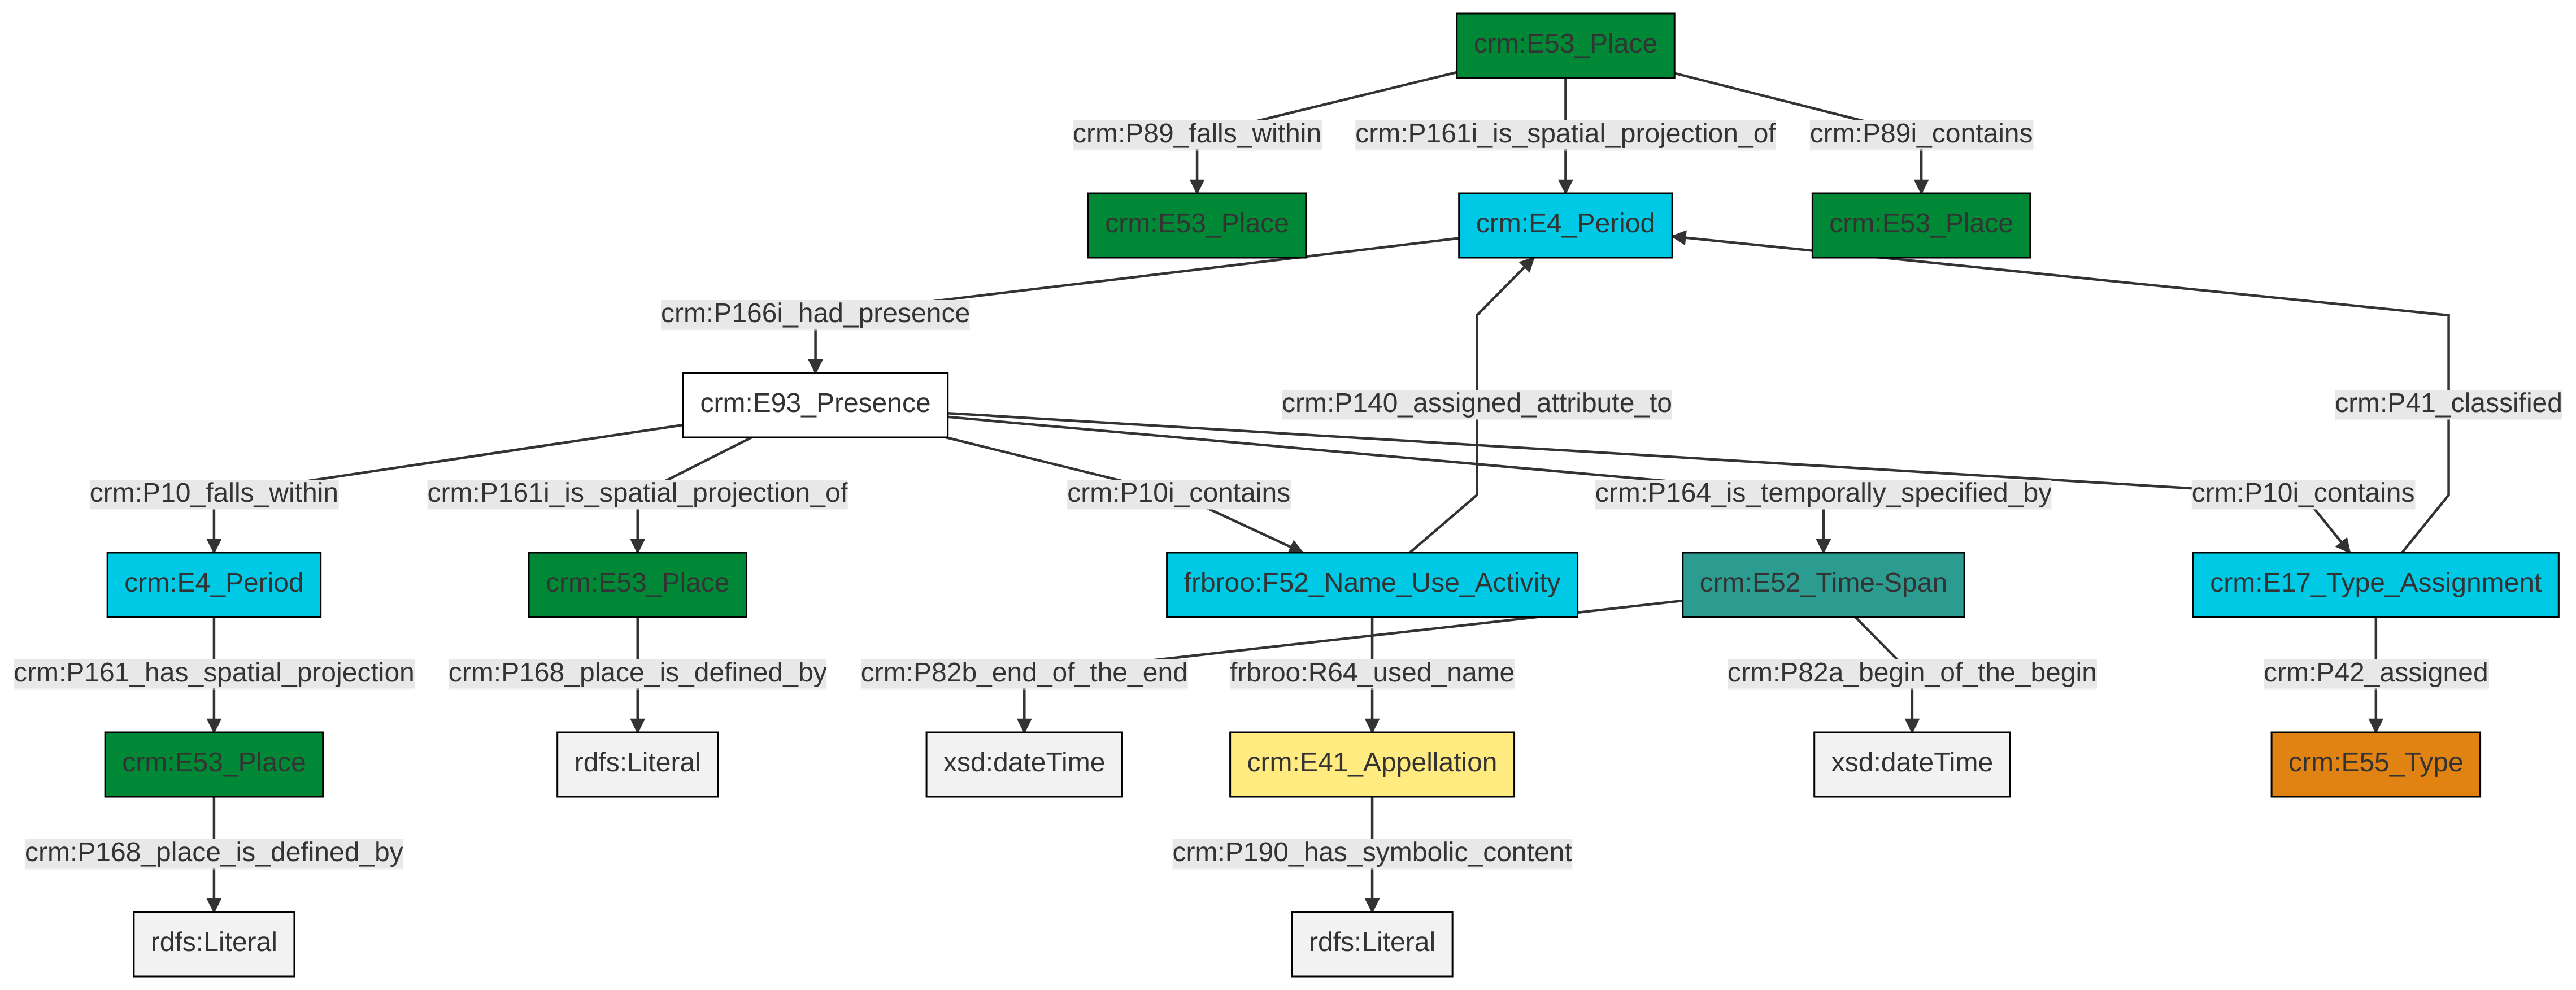 crm:E53_Place
crm:P89_falls_within
crm:P161i_is_spatial_projection_of
crm:P89i_contains
crm:E53_Place
crm:E4_Period
crm:E53_Place
crm:P166i_had_presence
crm:E93_Presence
crm:P140_assigned_attribute_to
crm:P41_classified
crm:P10_falls_within
crm:P161i_is_spatial_projection_of
crm:P10i_contains
crm:P164_is_temporally_specified_by
crm:P10i_contains
crm:E4_Period
crm:E53_Place
frbroo:F52_Name_Use_Activity
crm:E52_Time-Span
crm:E17_Type_Assignment
crm:P161_has_spatial_projection
crm:P168_place_is_defined_by
crm:P82b_end_of_the_end
frbroo:R64_used_name
crm:P82a_begin_of_the_begin
crm:P42_assigned
crm:E53_Place
rdfs:Literal
xsd:dateTime
crm:E41_Appellation
xsd:dateTime
crm:E55_Type
crm:P168_place_is_defined_by
crm:P190_has_symbolic_content
rdfs:Literal
rdfs:Literal